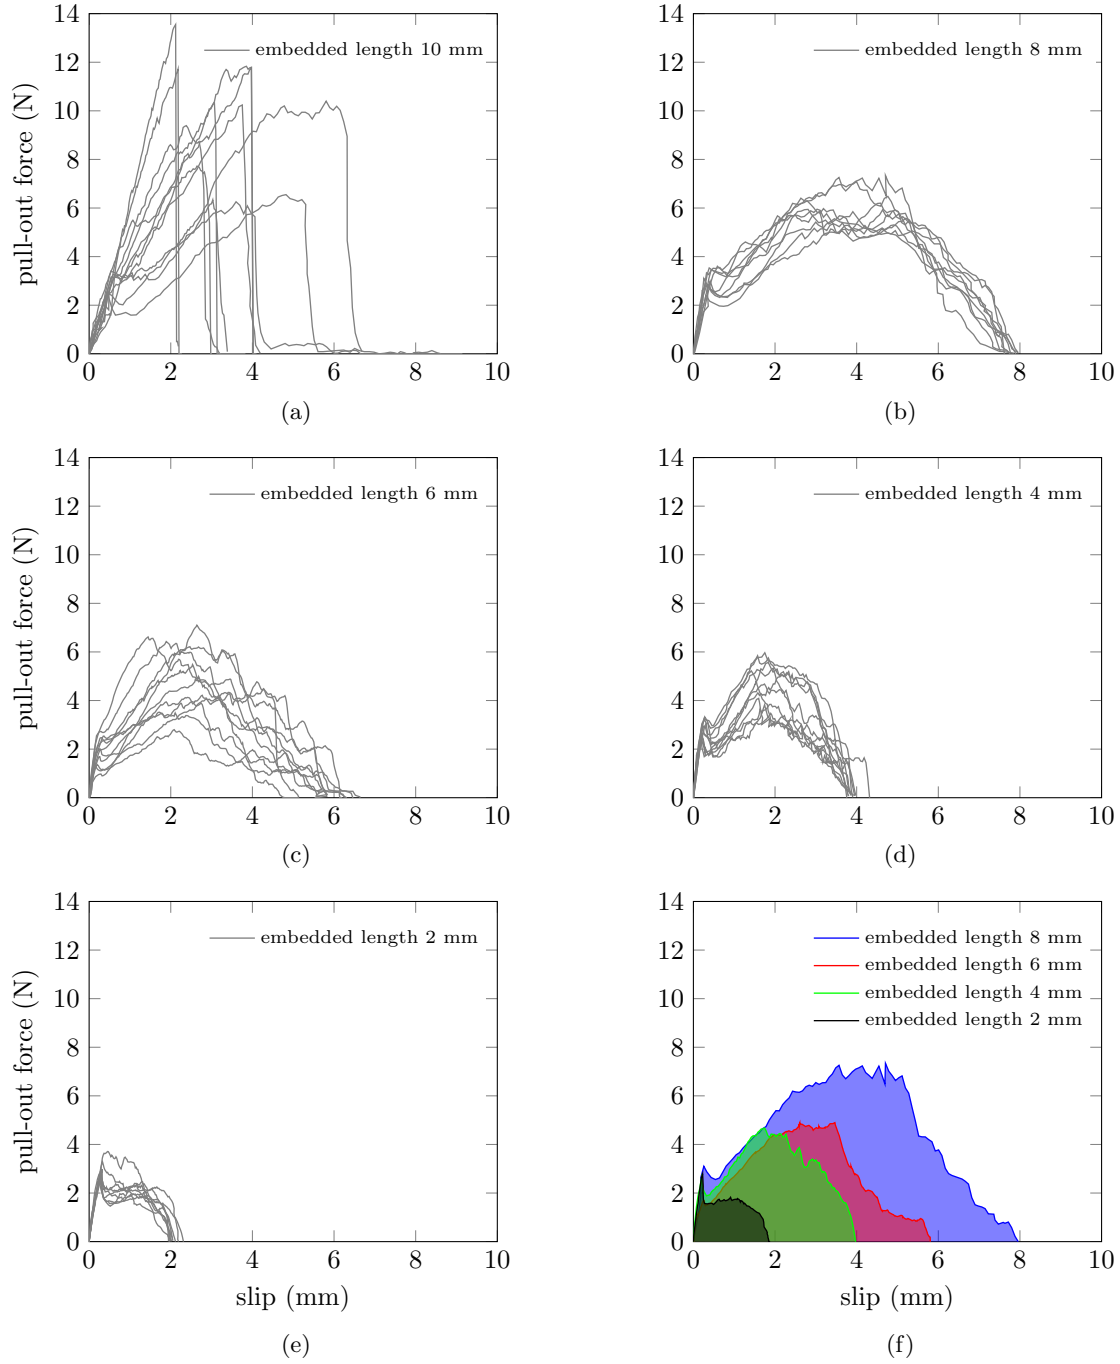 14
12
10
8
6
4
2
0
pull-out force (N)
embedded length 10 mm
0 2 4 6 8 10
(a)
14
12
10
8
6
4
2
0
embedded length 8 mm
0 2 4 6 8 10
(b)
14
12
10
8
6
4
2
0
pull-out force (N)
embedded length 6 mm
0 2 4 6 8 10
(c)
14
12
10
8
6
4
2
0
embedded length 4 mm
0 2 4 6 8 10
(d)
14
12
10
8
6
4
2
0
pull-out force (N)
embedded length 2 mm
0 2 4 6 8 10
slip (mm)
(e)
14
12
10
8
6
4
2
0
embedded length 8 mm
embedded length 6 mm
embedded length 4 mm
embedded length 2 mm
0 2 4 6 8 10
slip (mm)
(f)